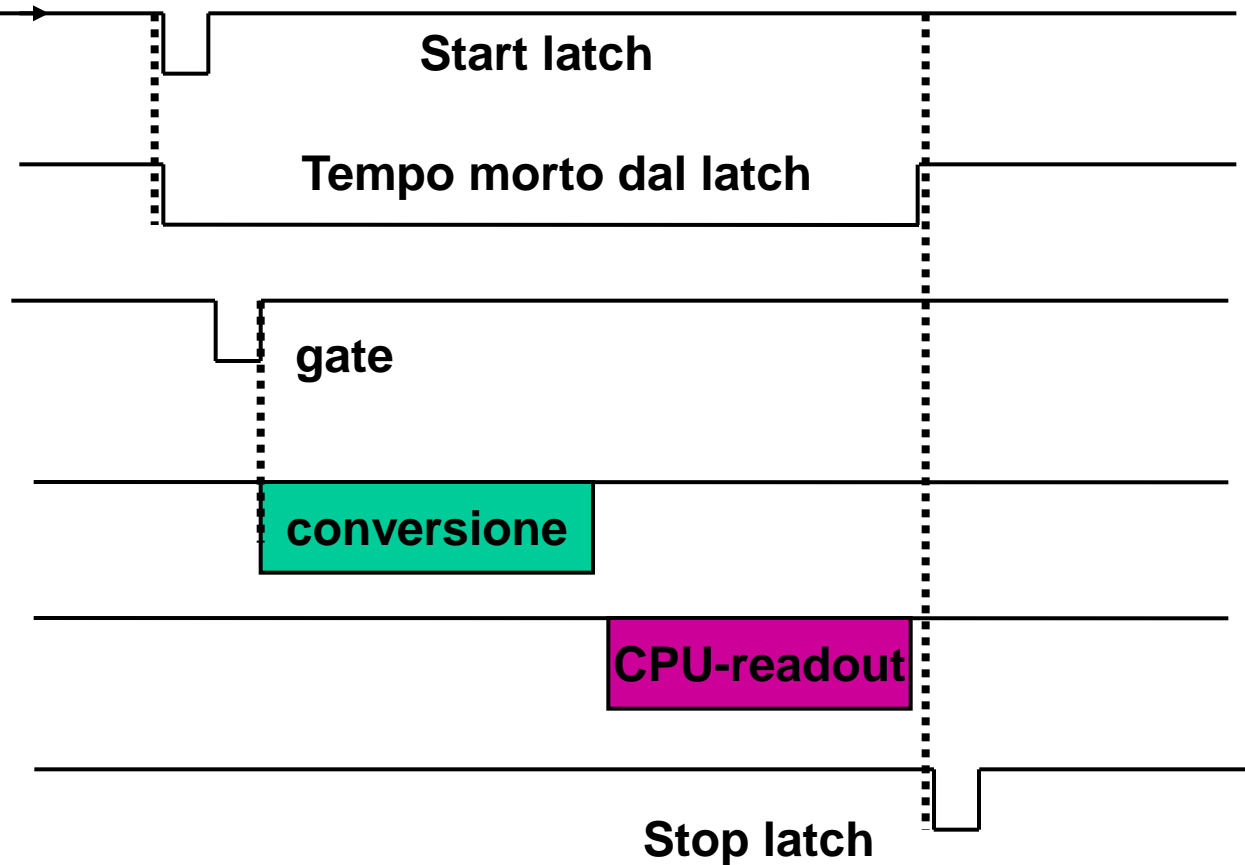 Start latch
Tempo morto dal latch
gate
conversione
CPU-readout
Stop latch